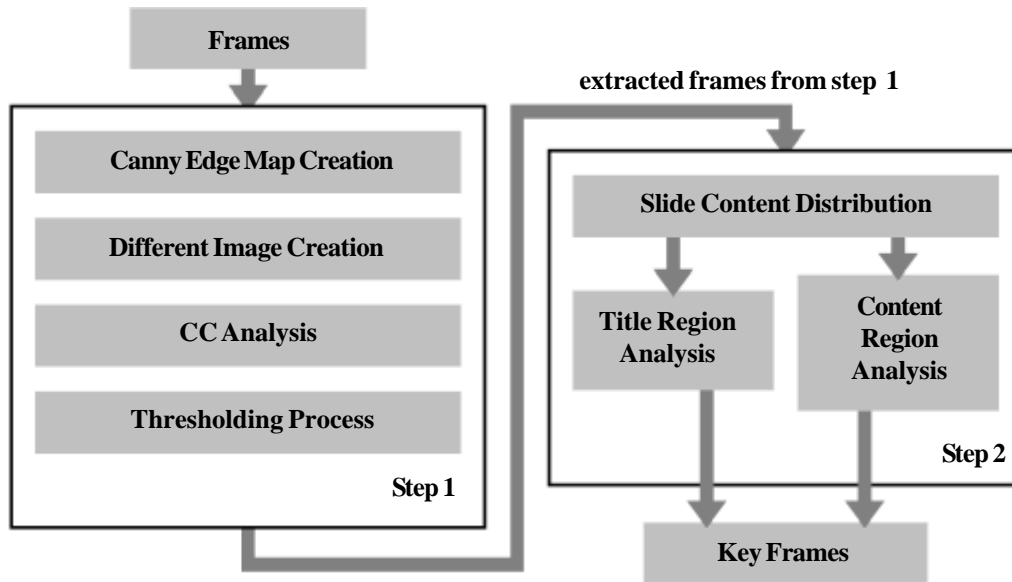 Frames
Canny Edge Map Creation
Different Image Creation
CC Analysis
Thresholding Process
Step 1
extracted frames from step 1
Slide Content Distribution
Title Region
Analysis
Content
Region
Analysis
Step 2
Key Frames